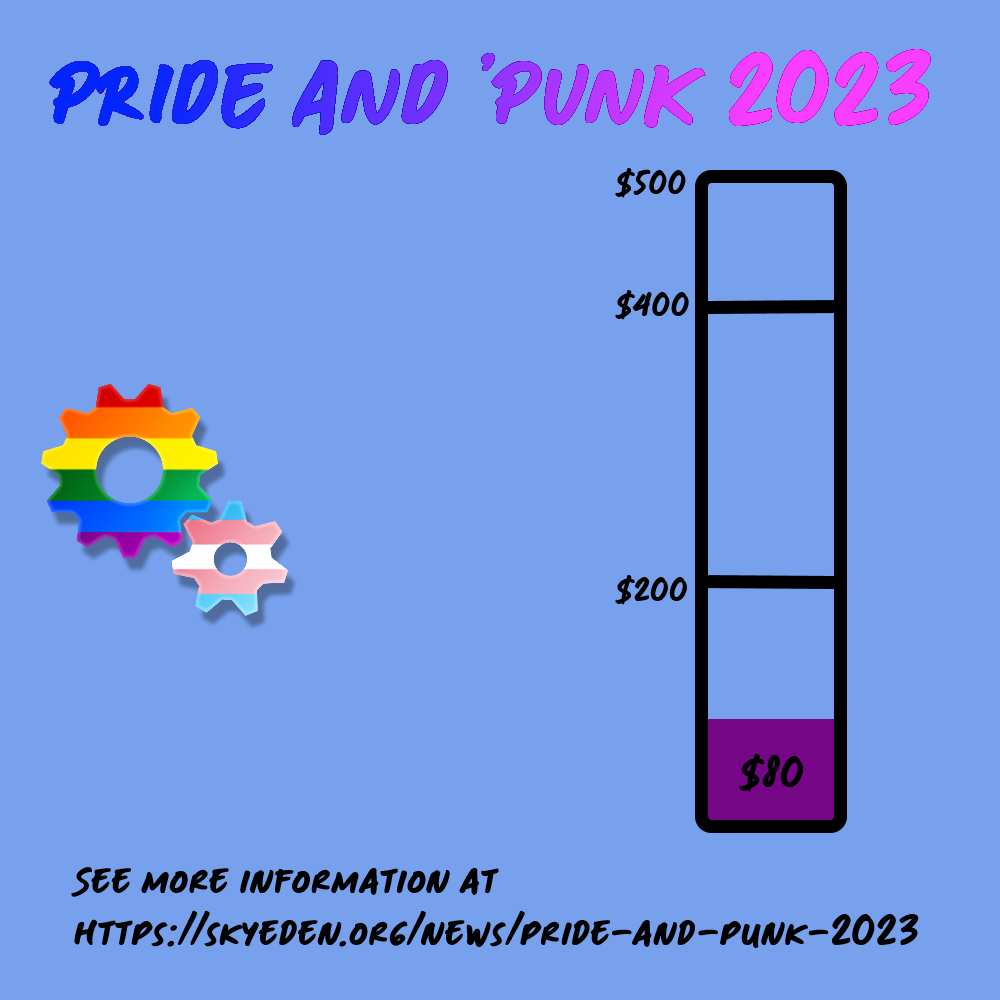 PRIDE AND 'PUNK 2023
$500
$400
$200
$80
SEE MORE INFORMATION AT
HTTPS://SKYEDEN.ORG/NEWS/PRIDE-AND-PUNK-2023